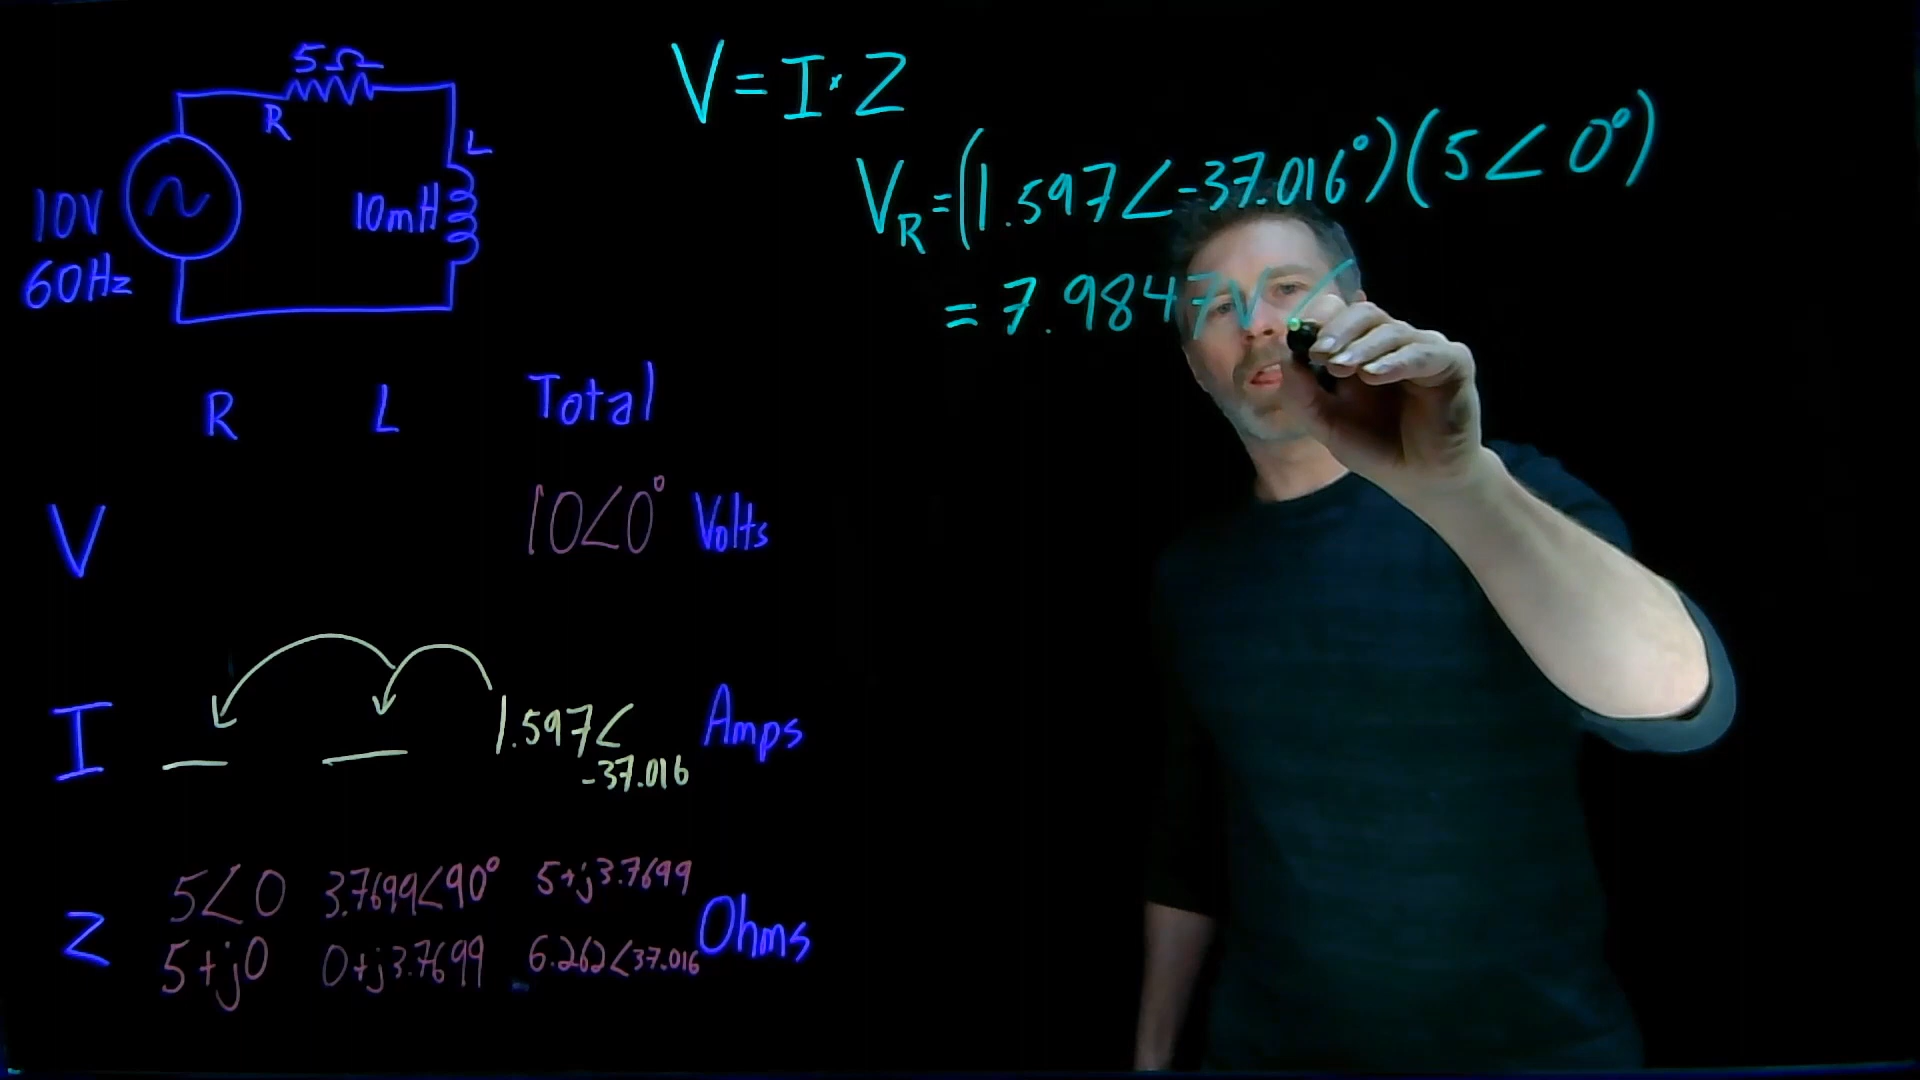 5Ω
R
L
10V
60Hz
10mH
V = I · Z
V_R = (1.597∠-37.016°)(5∠0°)
= 7.9847V∠
R L Total
V 10∠0° Volts
I 1.597∠ -37.016 Amps
Z
5∠0 3.7699∠90° 5+j3.7699
5+j0 0+j3.7699 6.262∠37.016
Ohms